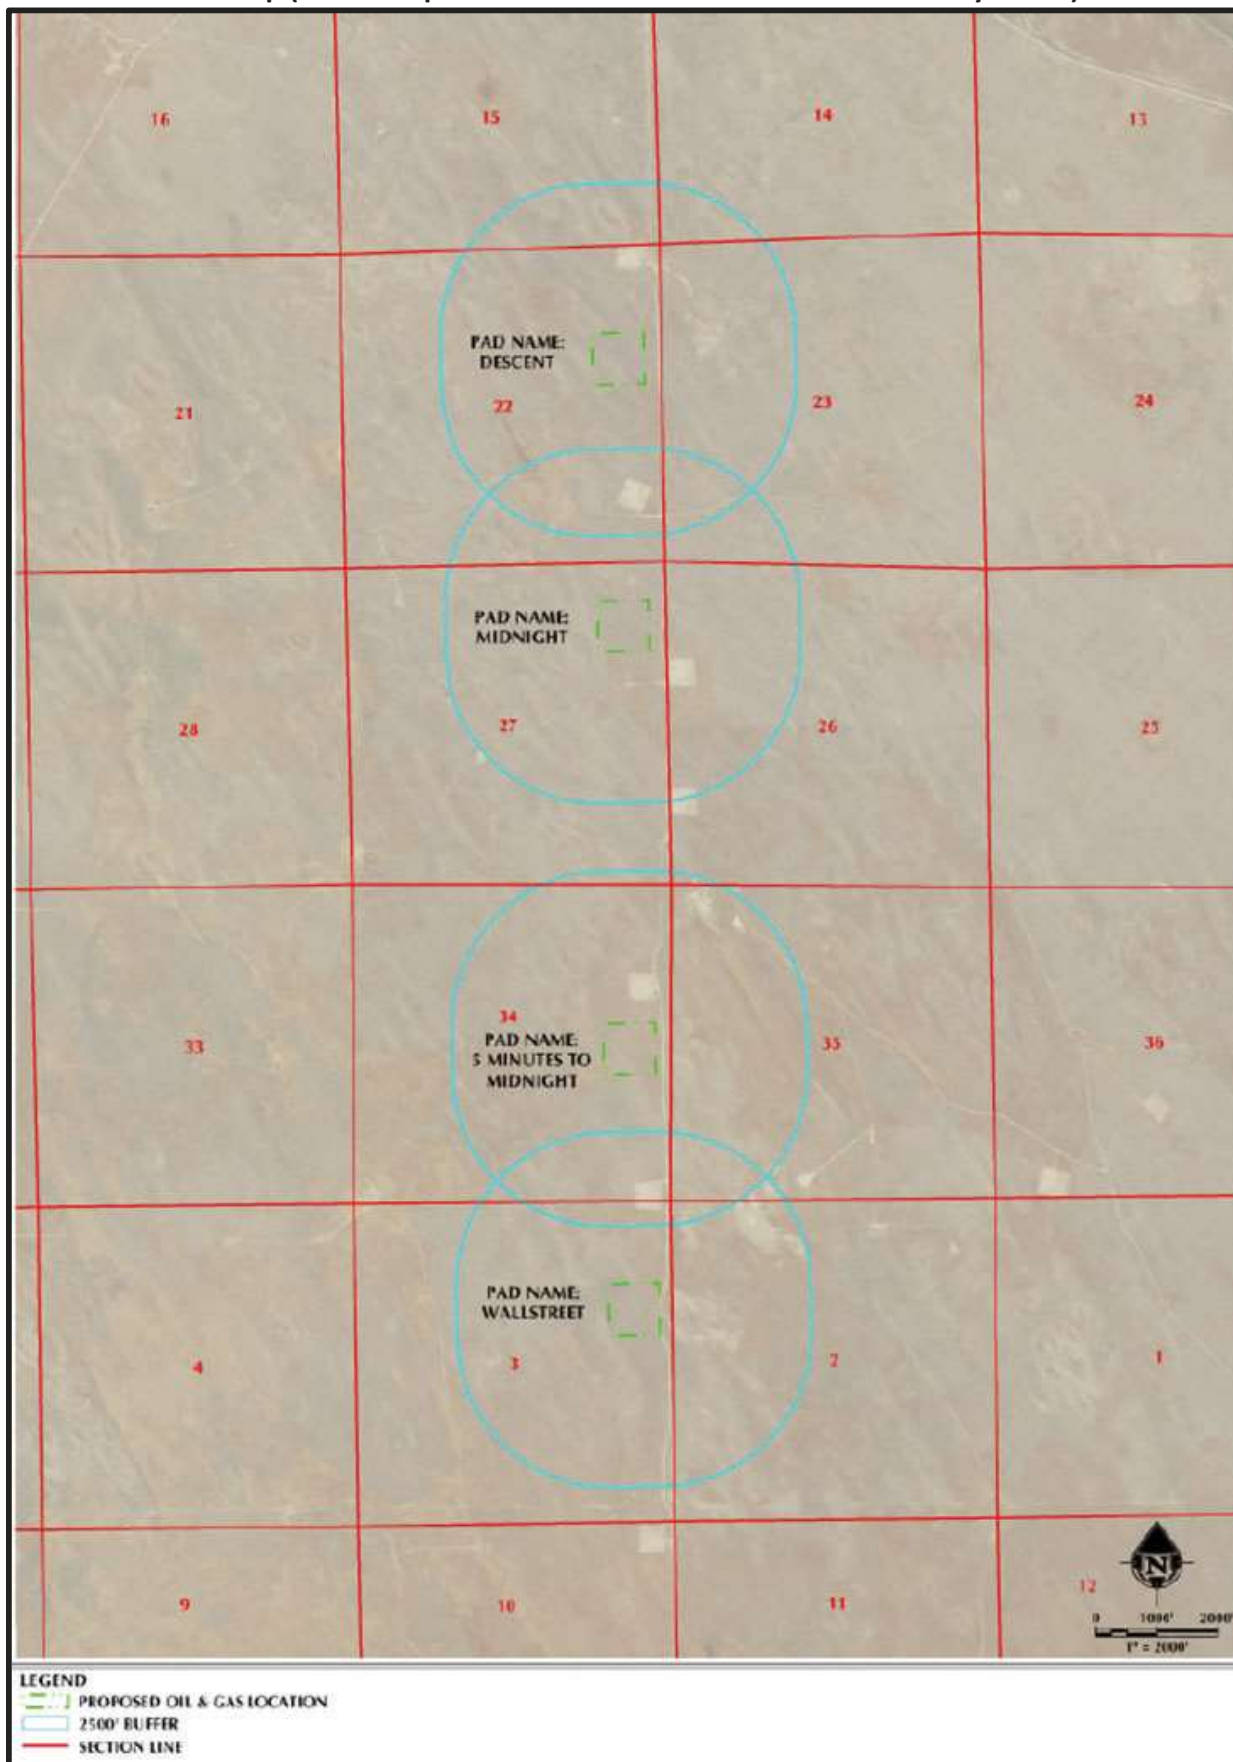 16
15
14
13
PAD NAME:
DESCENT
22
21
23
24
PAD NAME:
MIDNIGHT
28
27
26
25
34
PAD NAME:
5 MINUTES TO
MIDNIGHT
33
35
36
PAD NAME:
WALLSTREET
4
3
2
1
9
10
11
12
N
0 1000' 2000'
1" = 2000'
LEGEND
PROPOSED OIL & GAS LOCATION
2500' BUFFER
SECTION LINE